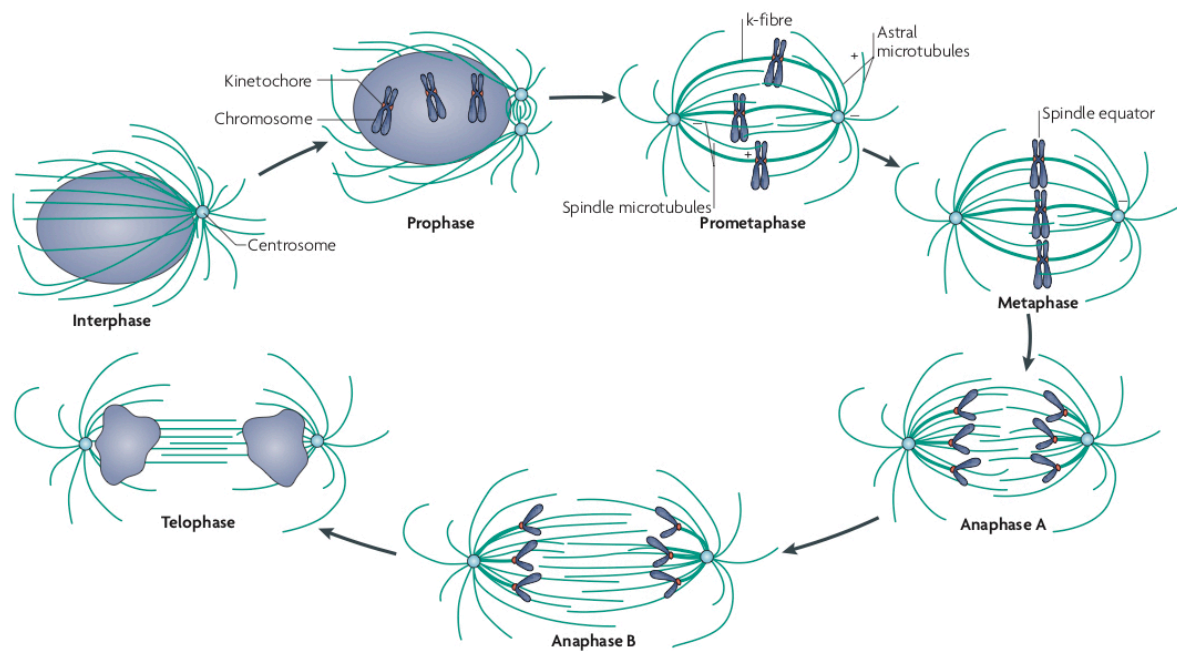 k-fibre
Astral
microtubules
+
Kinetochore
Chromosome
Spindle equator
−
−
+
−
Spindle microtubules
Prophase
Prometaphase
Centrosome
Interphase
Metaphase
Telophase
Anaphase A
Anaphase B